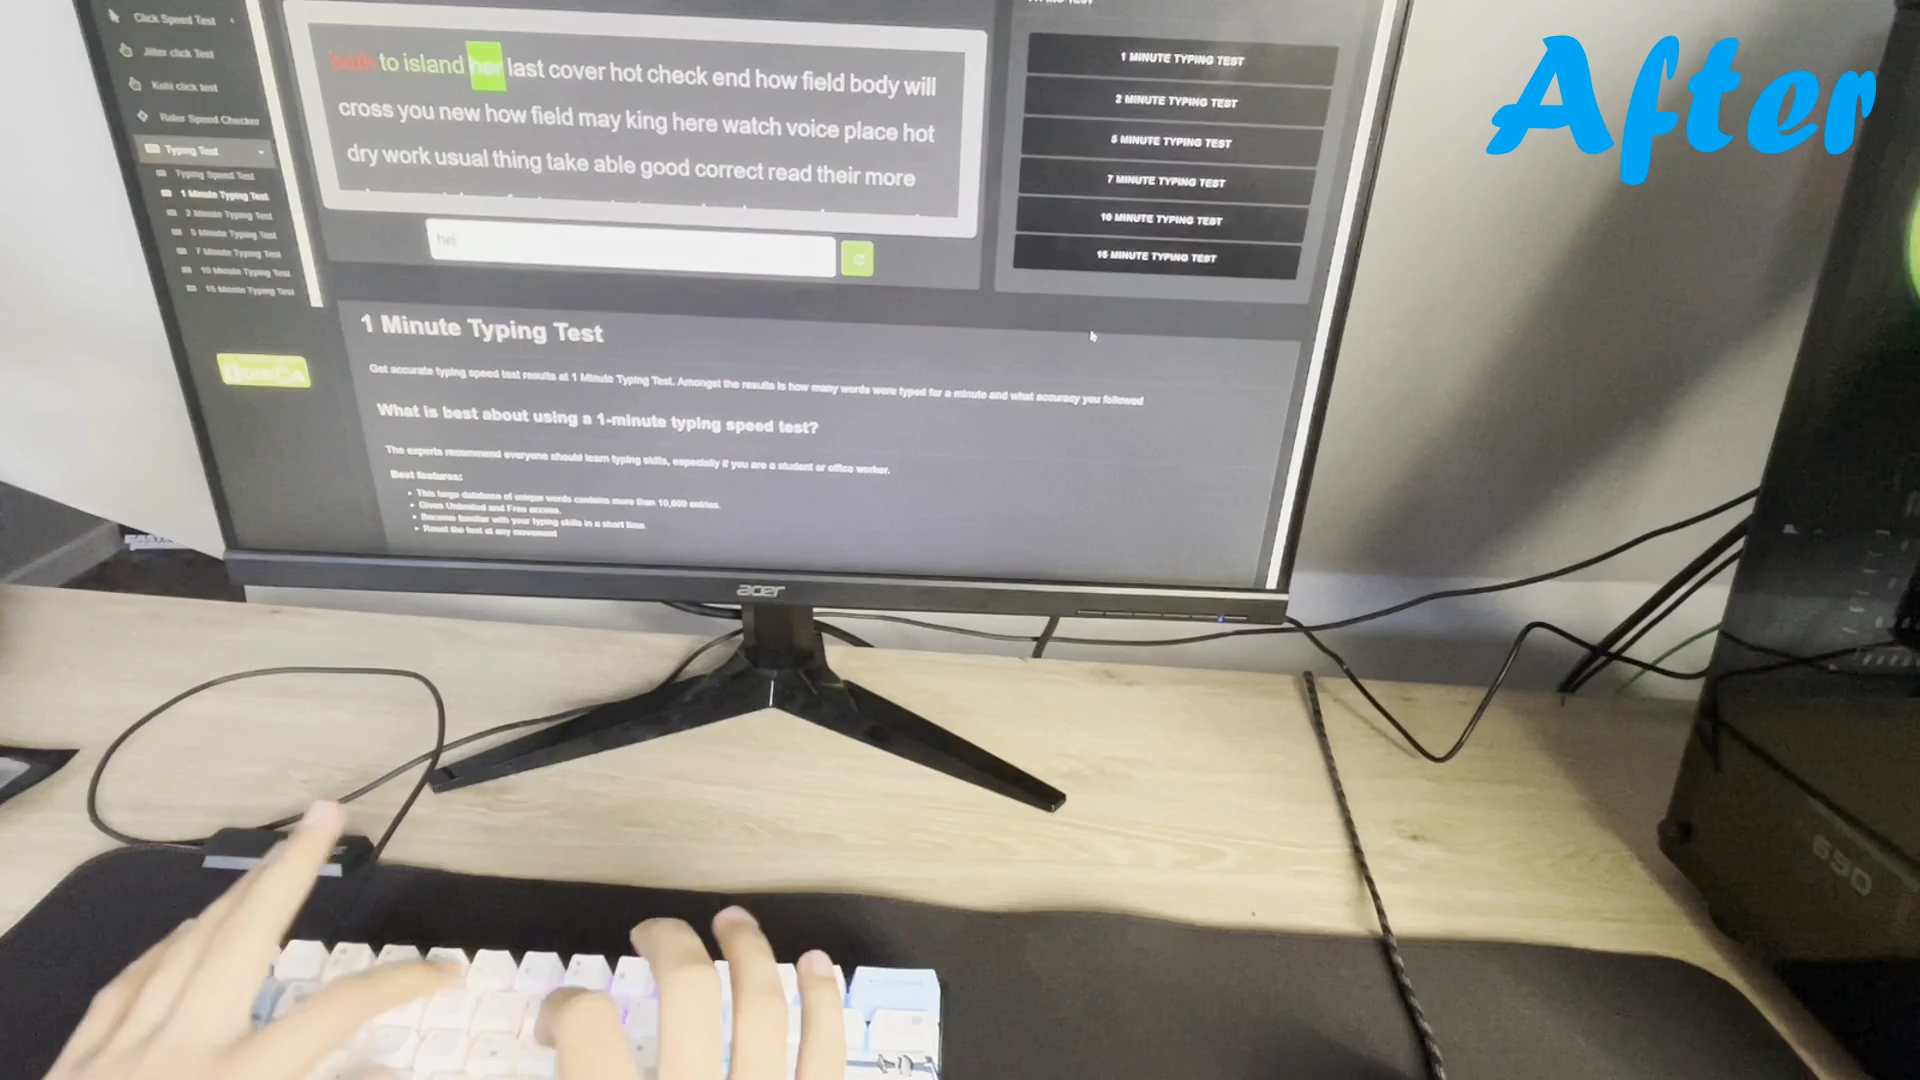 After
Click Speed Test
Jitter click Test
Kohi click test
Ruler Speed Checker
Typing Test
Typing Speed Test
1 Minute Typing Test
2 Minute Typing Test
5 Minute Typing Test
7 Minute Typing Test
10 Minute Typing Test
15 Minute Typing Test
to island her last cover hot check end how field body will
cross you new how field may king here watch voice place hot
dry work usual thing take able good correct read their more
1 MINUTE TYPING TEST
2 MINUTE TYPING TEST
5 MINUTE TYPING TEST
7 MINUTE TYPING TEST
10 MINUTE TYPING TEST
15 MINUTE TYPING TEST
1 Minute Typing Test
Get accurate typing speed test results at 1 Minute Typing Test. Amongst the results is how many words were typed for a minute and what accuracy you followed
What is best about using a 1-minute typing speed test?
The experts recommend everyone should learn typing skills, especially if you are a student or office worker.
Best features:
This large database of unique words contains more than 10,000 entries.
Gives Unlimited and Free access.
Become familiar with your typing skills in a short time.
Reset the test at any movement
acer